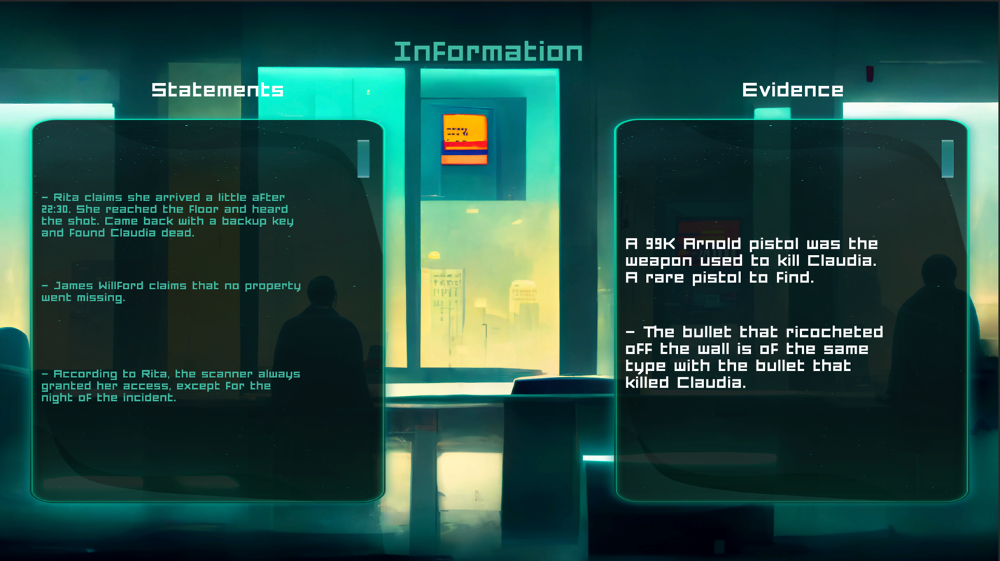 Information
Statements
- Rita claims she arrived a little after
22:30. She reached the floor and heard
the shot. Came back with a backup key
and found Claudia dead.
- James Willford claims that no property
went missing.
- According to Rita, the scanner always
granted her access, except for the
night of the incident.
Evidence
A 99K Arnold pistol was the
weapon used to kill Claudia.
A rare pistol to find.
- The bullet that ricocheted
off the wall is of the same
type with the bullet that
killed Claudia.